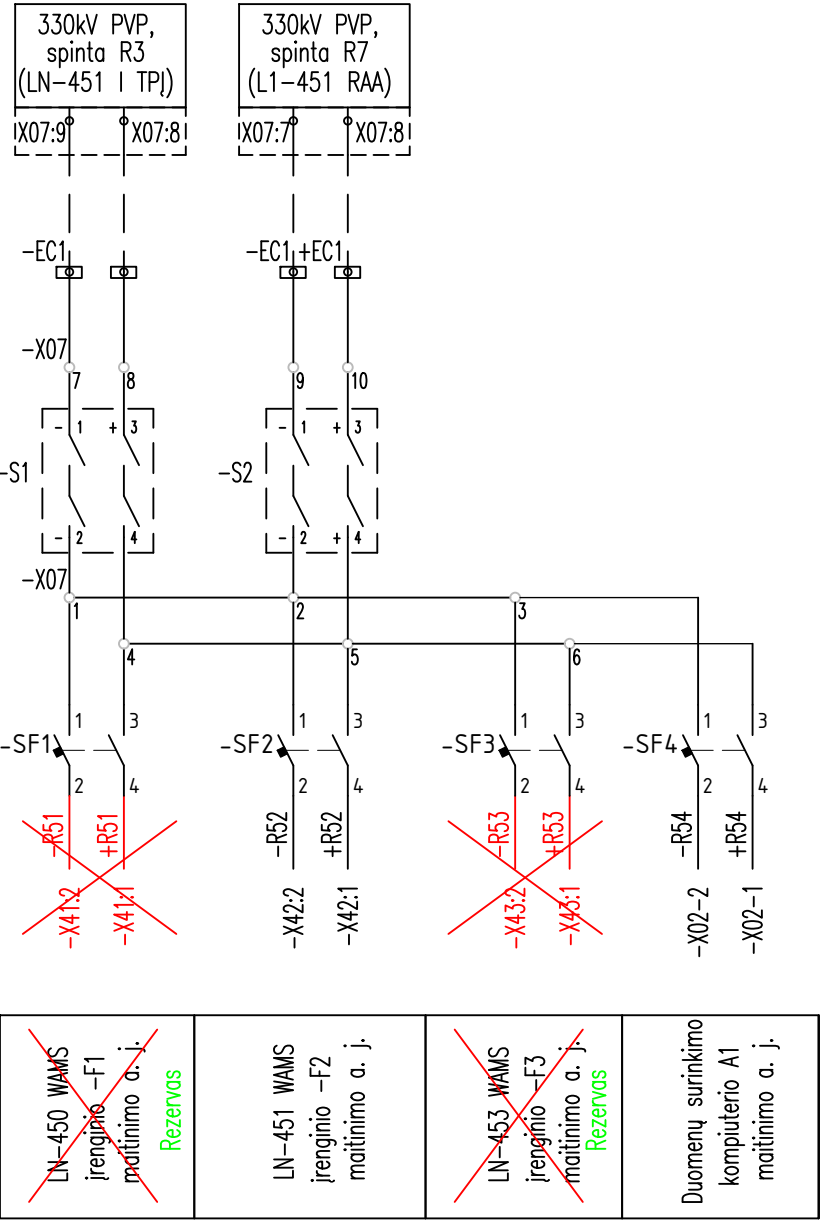 330kV PVP,
spinta R3
(LN-451 I TPĮ)
330kV PVP,
spinta R7
(L1-451 RAA)
X07:9
X07:8
X07:7
X07:8
-EC1
-EC1
+EC1
-X07
7
8
9
10
- 1
+ 3
- 1
+ 3
-S1
-S2
- 2
4
- 2
+ 4
-X07
1
2
3
4
5
6
1
3
1
3
1
3
1
3
-SF1
-SF2
-SF3
-SF4
2
4
2
4
2
4
2
4
-R51
+R51
-R52
+R52
-R53
+R53
-R54
+R54
-X41:2
-X41:1
-X42:2
-X42:1
-X43:2
-X43:1
-X02-2
-X02-1
LN-450 WAMS
įrenginio -F1
maitinimo a. j.
Rezervas
LN-451 WAMS
įrenginio -F2
maitinimo a. j.
LN-453 WAMS
įrenginio -F3
maitinimo a. j.
Rezervas
Duomenų surinkimo
kompiuterio A1
maitinimo a. j.